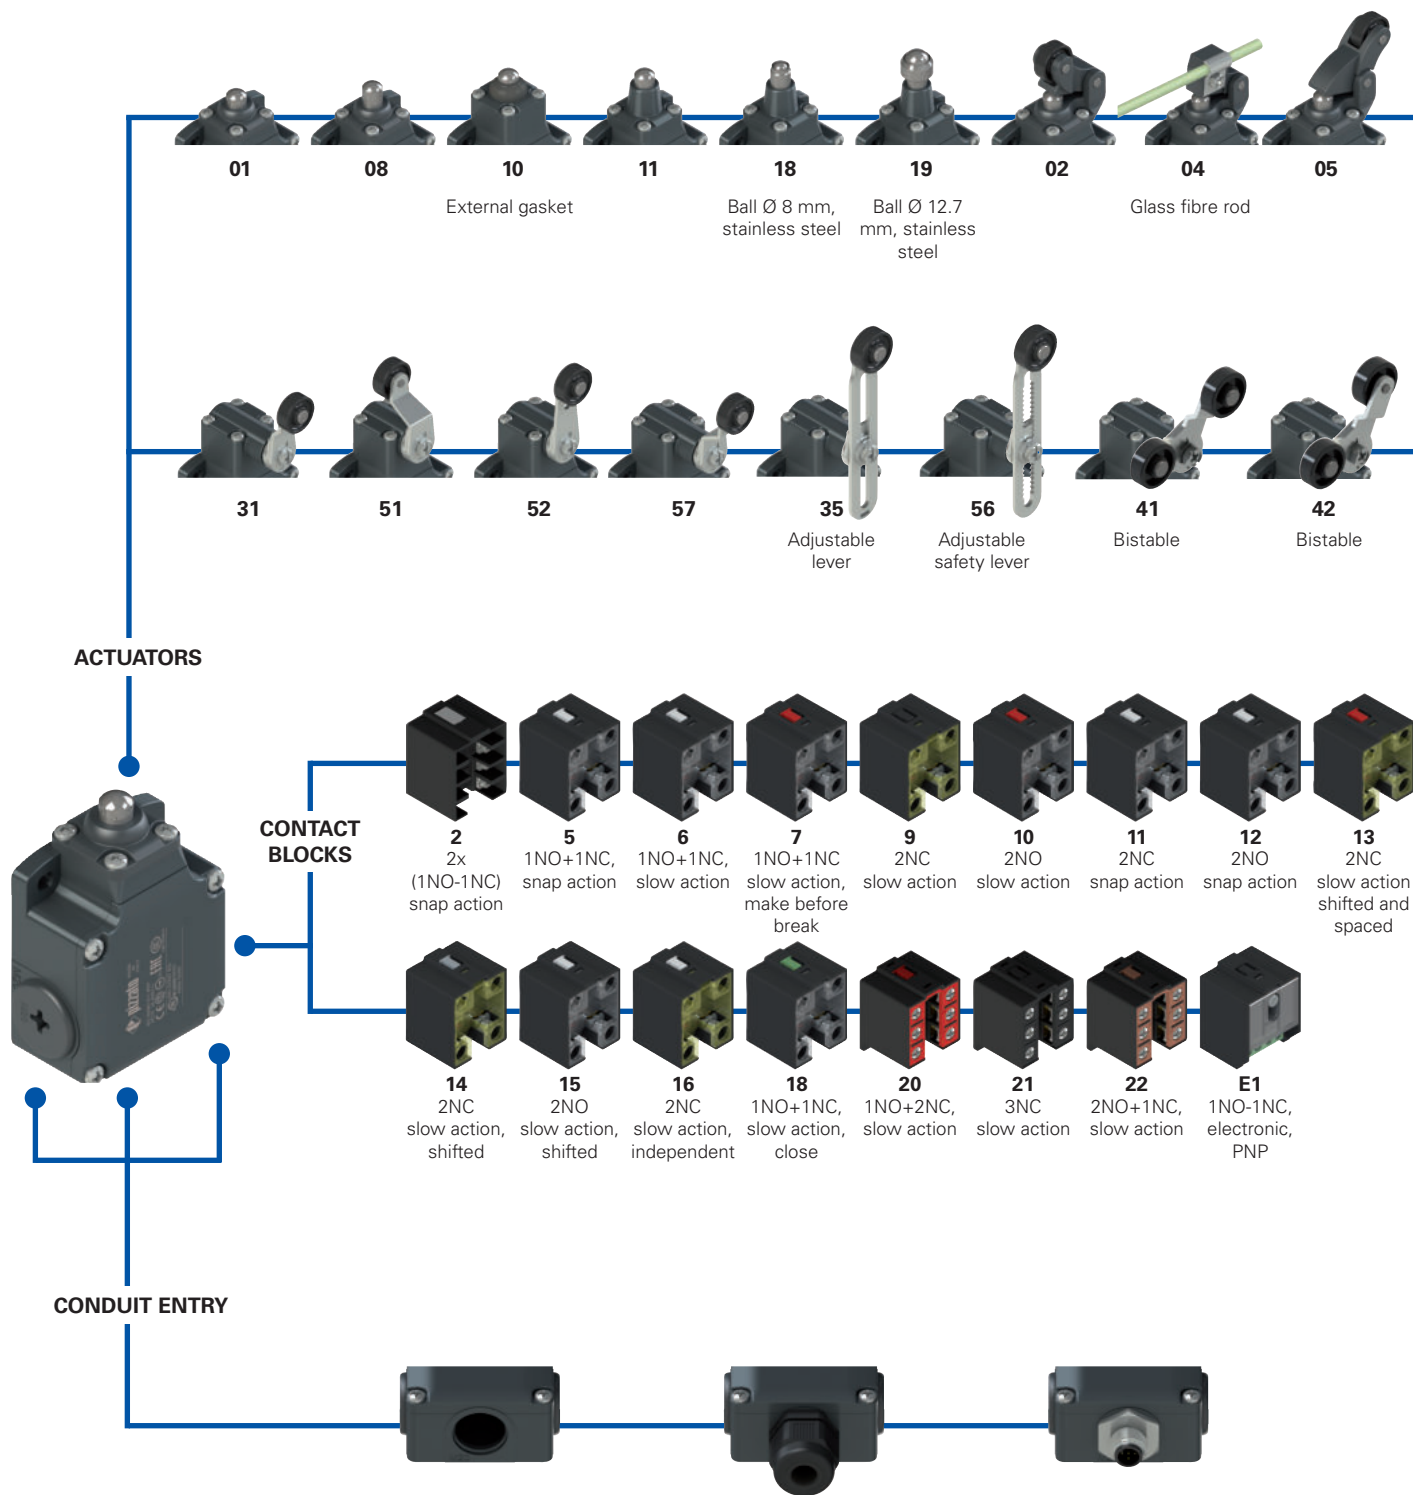 01 08 10 11 18 19 02 04 05
External gasket
Ball Ø 8 mm,
stainless steel
Ball Ø 12.7
mm, stainless
steel
Glass fibre rod
31 51 52 57 35 56 41 42
Adjustable
lever
Adjustable
safety lever
Bistable
Bistable
ACTUATORS
CONTACT
BLOCKS
2
2x
(1NO-1NC)
snap action
5
1NO+1NC,
snap action
6
1NO+1NC,
slow action
7
1NO+1NC
slow action,
make before
break
9
2NC
slow action
10
2NO
slow action
11
2NC
snap action
12
2NO
snap action
13
2NC
slow action
shifted and
spaced
14
2NC
slow action,
shifted
15
2NO
slow action,
shifted
16
2NC
slow action,
independent
18
1NO+1NC,
slow action,
close
20
1NO+2NC,
slow action
21
3NC
slow action
22
2NO+1NC,
slow action
E1
1NO-1NC,
electronic,
PNP
pizzato
CONDUIT ENTRY